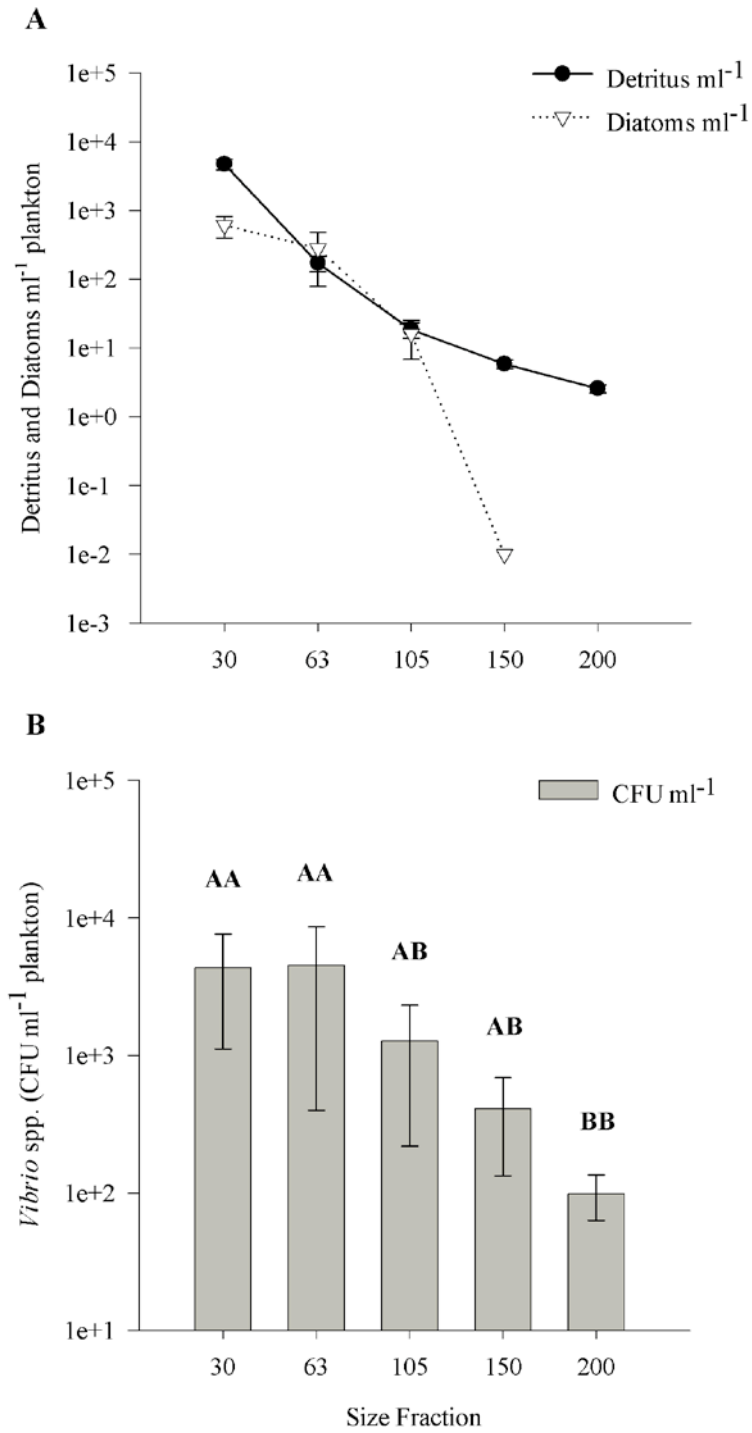 A
Detritus ml-1
Diatoms ml-1
Detritus and Diatoms ml-1 plankton
1e+5
1e+4
1e+3
1e+2
1e+1
1e+0
1e-1
1e-2
1e-3
30 63 105 150 200
B
CFU ml-1
Vibrio spp. (CFU ml-1 plankton)
1e+5
1e+4
1e+3
1e+2
1e+1
AA AA AB AB BB
30 63 105 150 200
Size Fraction